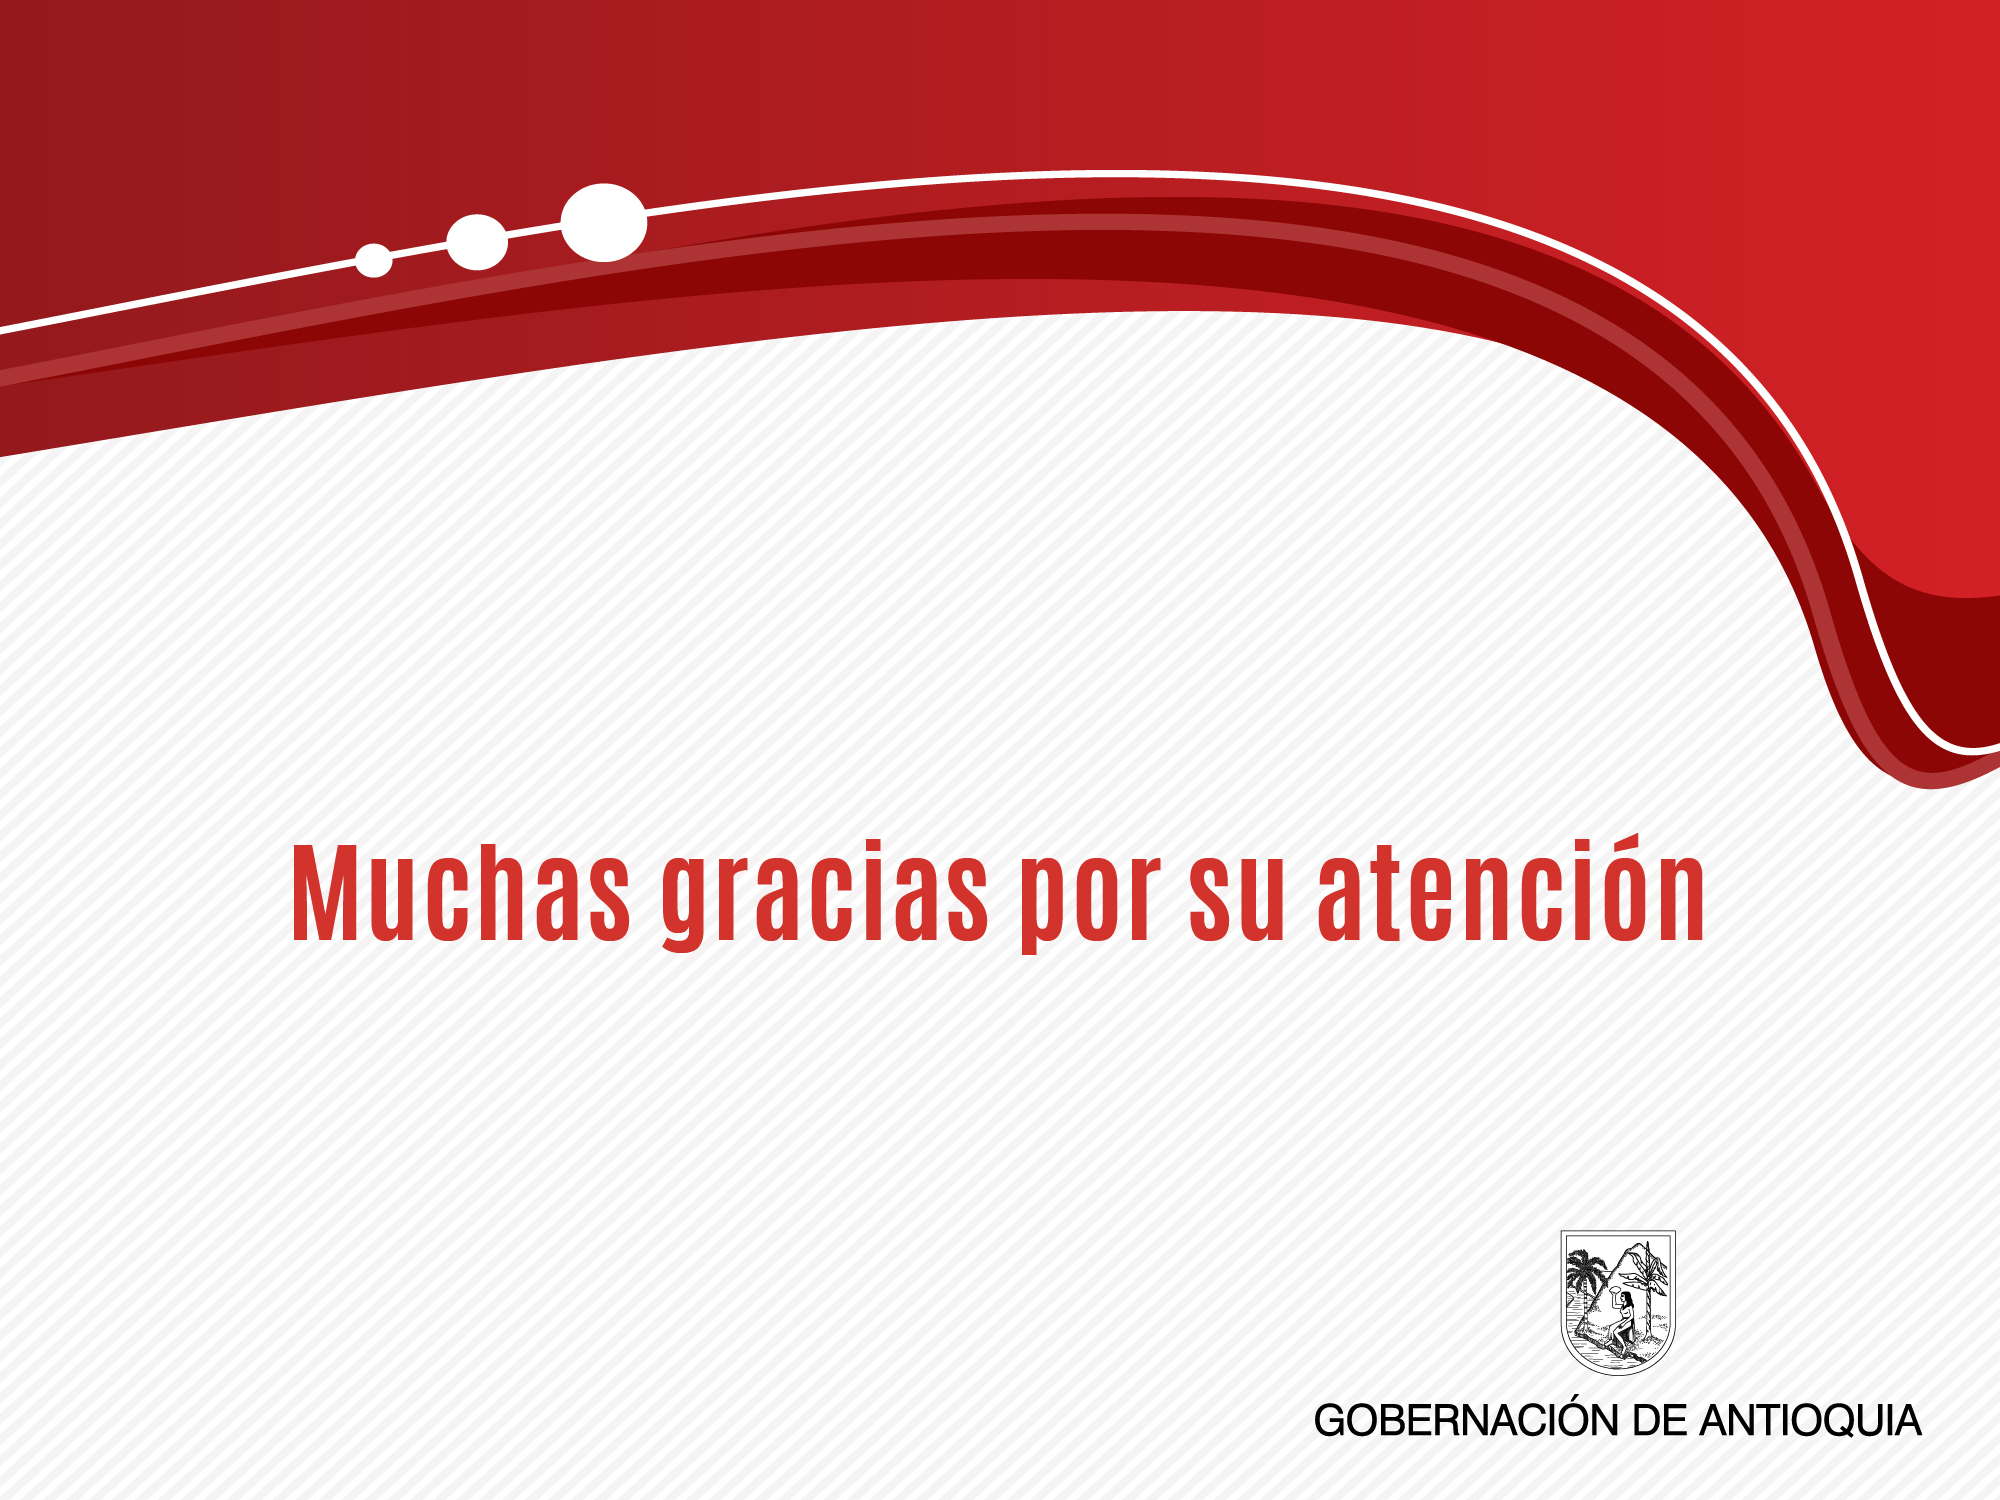 Muchas gracias por su atención
GOBERNACIÓN DE ANTIOQUIA